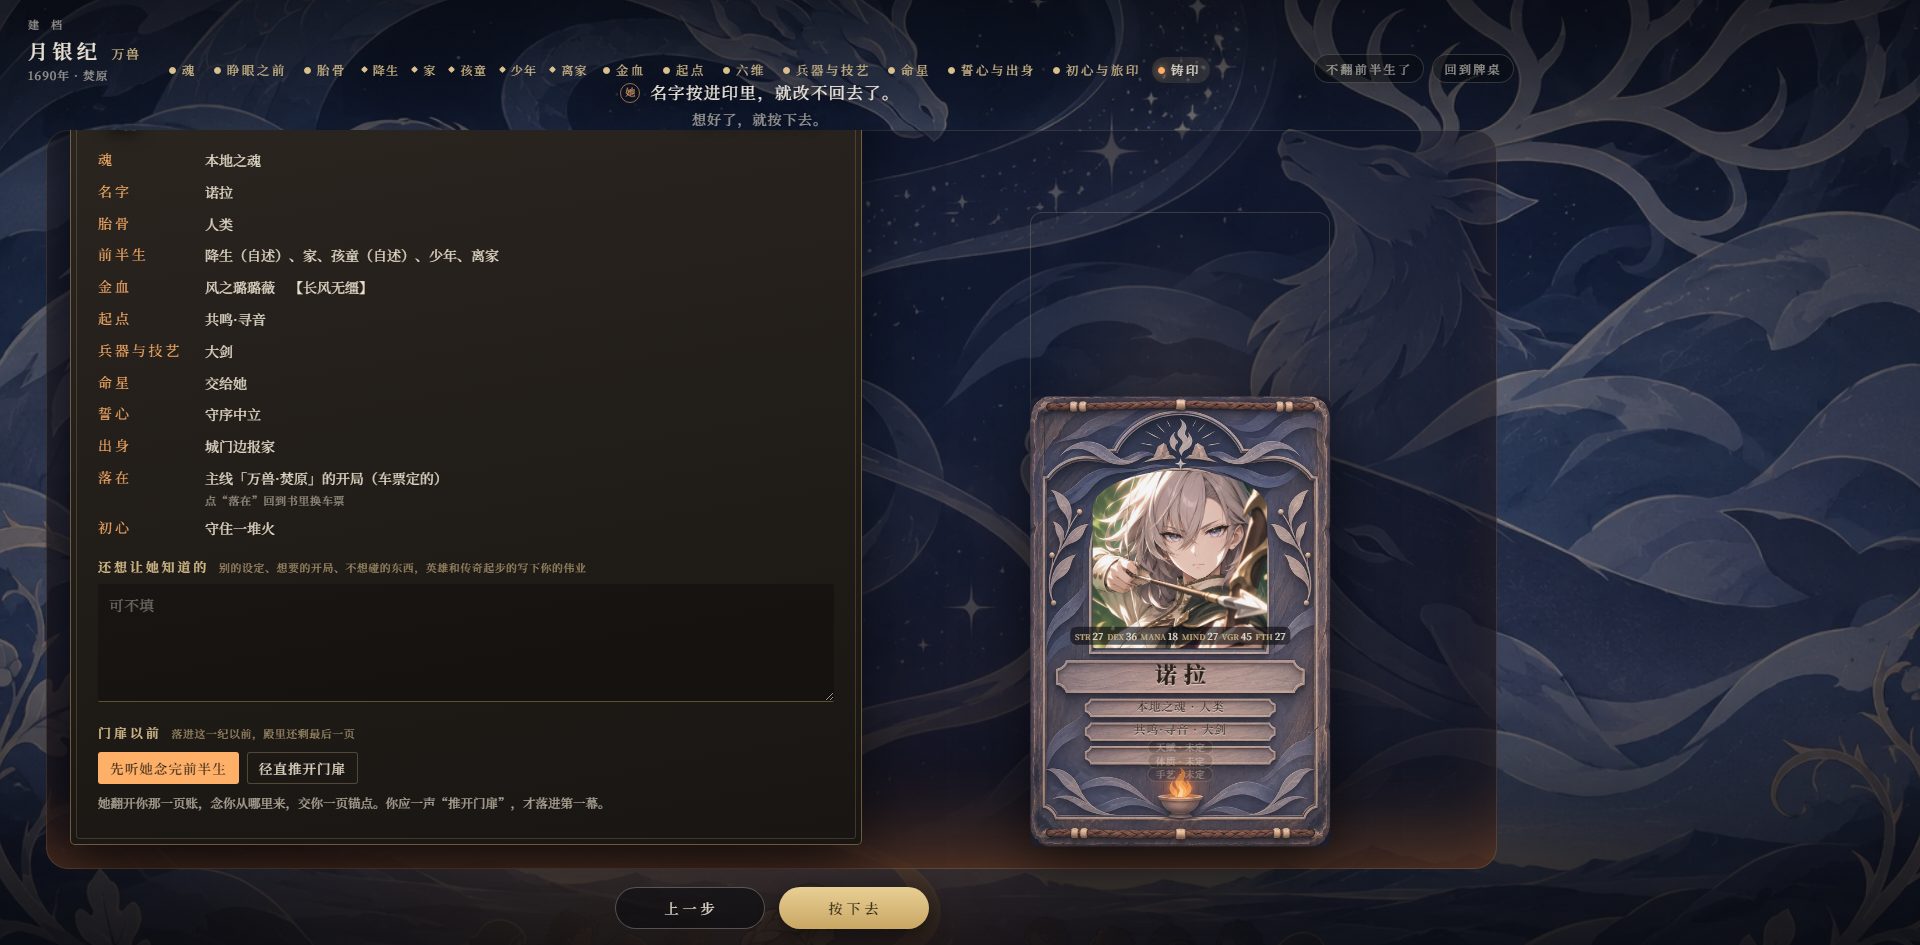 建 档
月银纪 万兽
1690年 · 焚原
魂 睁眼之前 胎骨 降生 家 孩童 少年 离家 金血 起点 六维 兵器与技艺 命星 誓心与出身 初心与旅印 铸印
不翻前半生了 回到牌桌
她 名字按进印里，就改不回去了。
想好了，就按下去。
魂 本地之魂
名字 诺拉
胎骨 人类
前半生 降生（自述）、家、孩童（自述）、少年、离家
金血 风之璐璐薇 【长风无缰】
起点 共鸣·寻音
兵器与技艺 大剑
命星 交给她
誓心 守序中立
出身 城门边报家
落在 主线「万兽·焚原」的开局（车票定的）
点“落在”回到书里换车票
初心 守住一堆火
还想让她知道的 别的设定、想要的开局、不想碰的东西，英雄和传奇起步的写下你的伟业
可不填
门扉以前 落进这一纪以前，殿里还剩最后一页
先听她念完前半生 径直推开门扉
她翻开你那一页账，念你从哪里来，交你一页锚点。你应一声“推开门扉”，才落进第一幕。
STR 27 DEX 36 MANA 18 MIND 27 VGR 45 FTH 27
诺拉
本地之魂 · 人类
共鸣·寻音 · 大剑
天赋 · 未定
体质 · 未定
手艺 · 未定
上一步 按下去